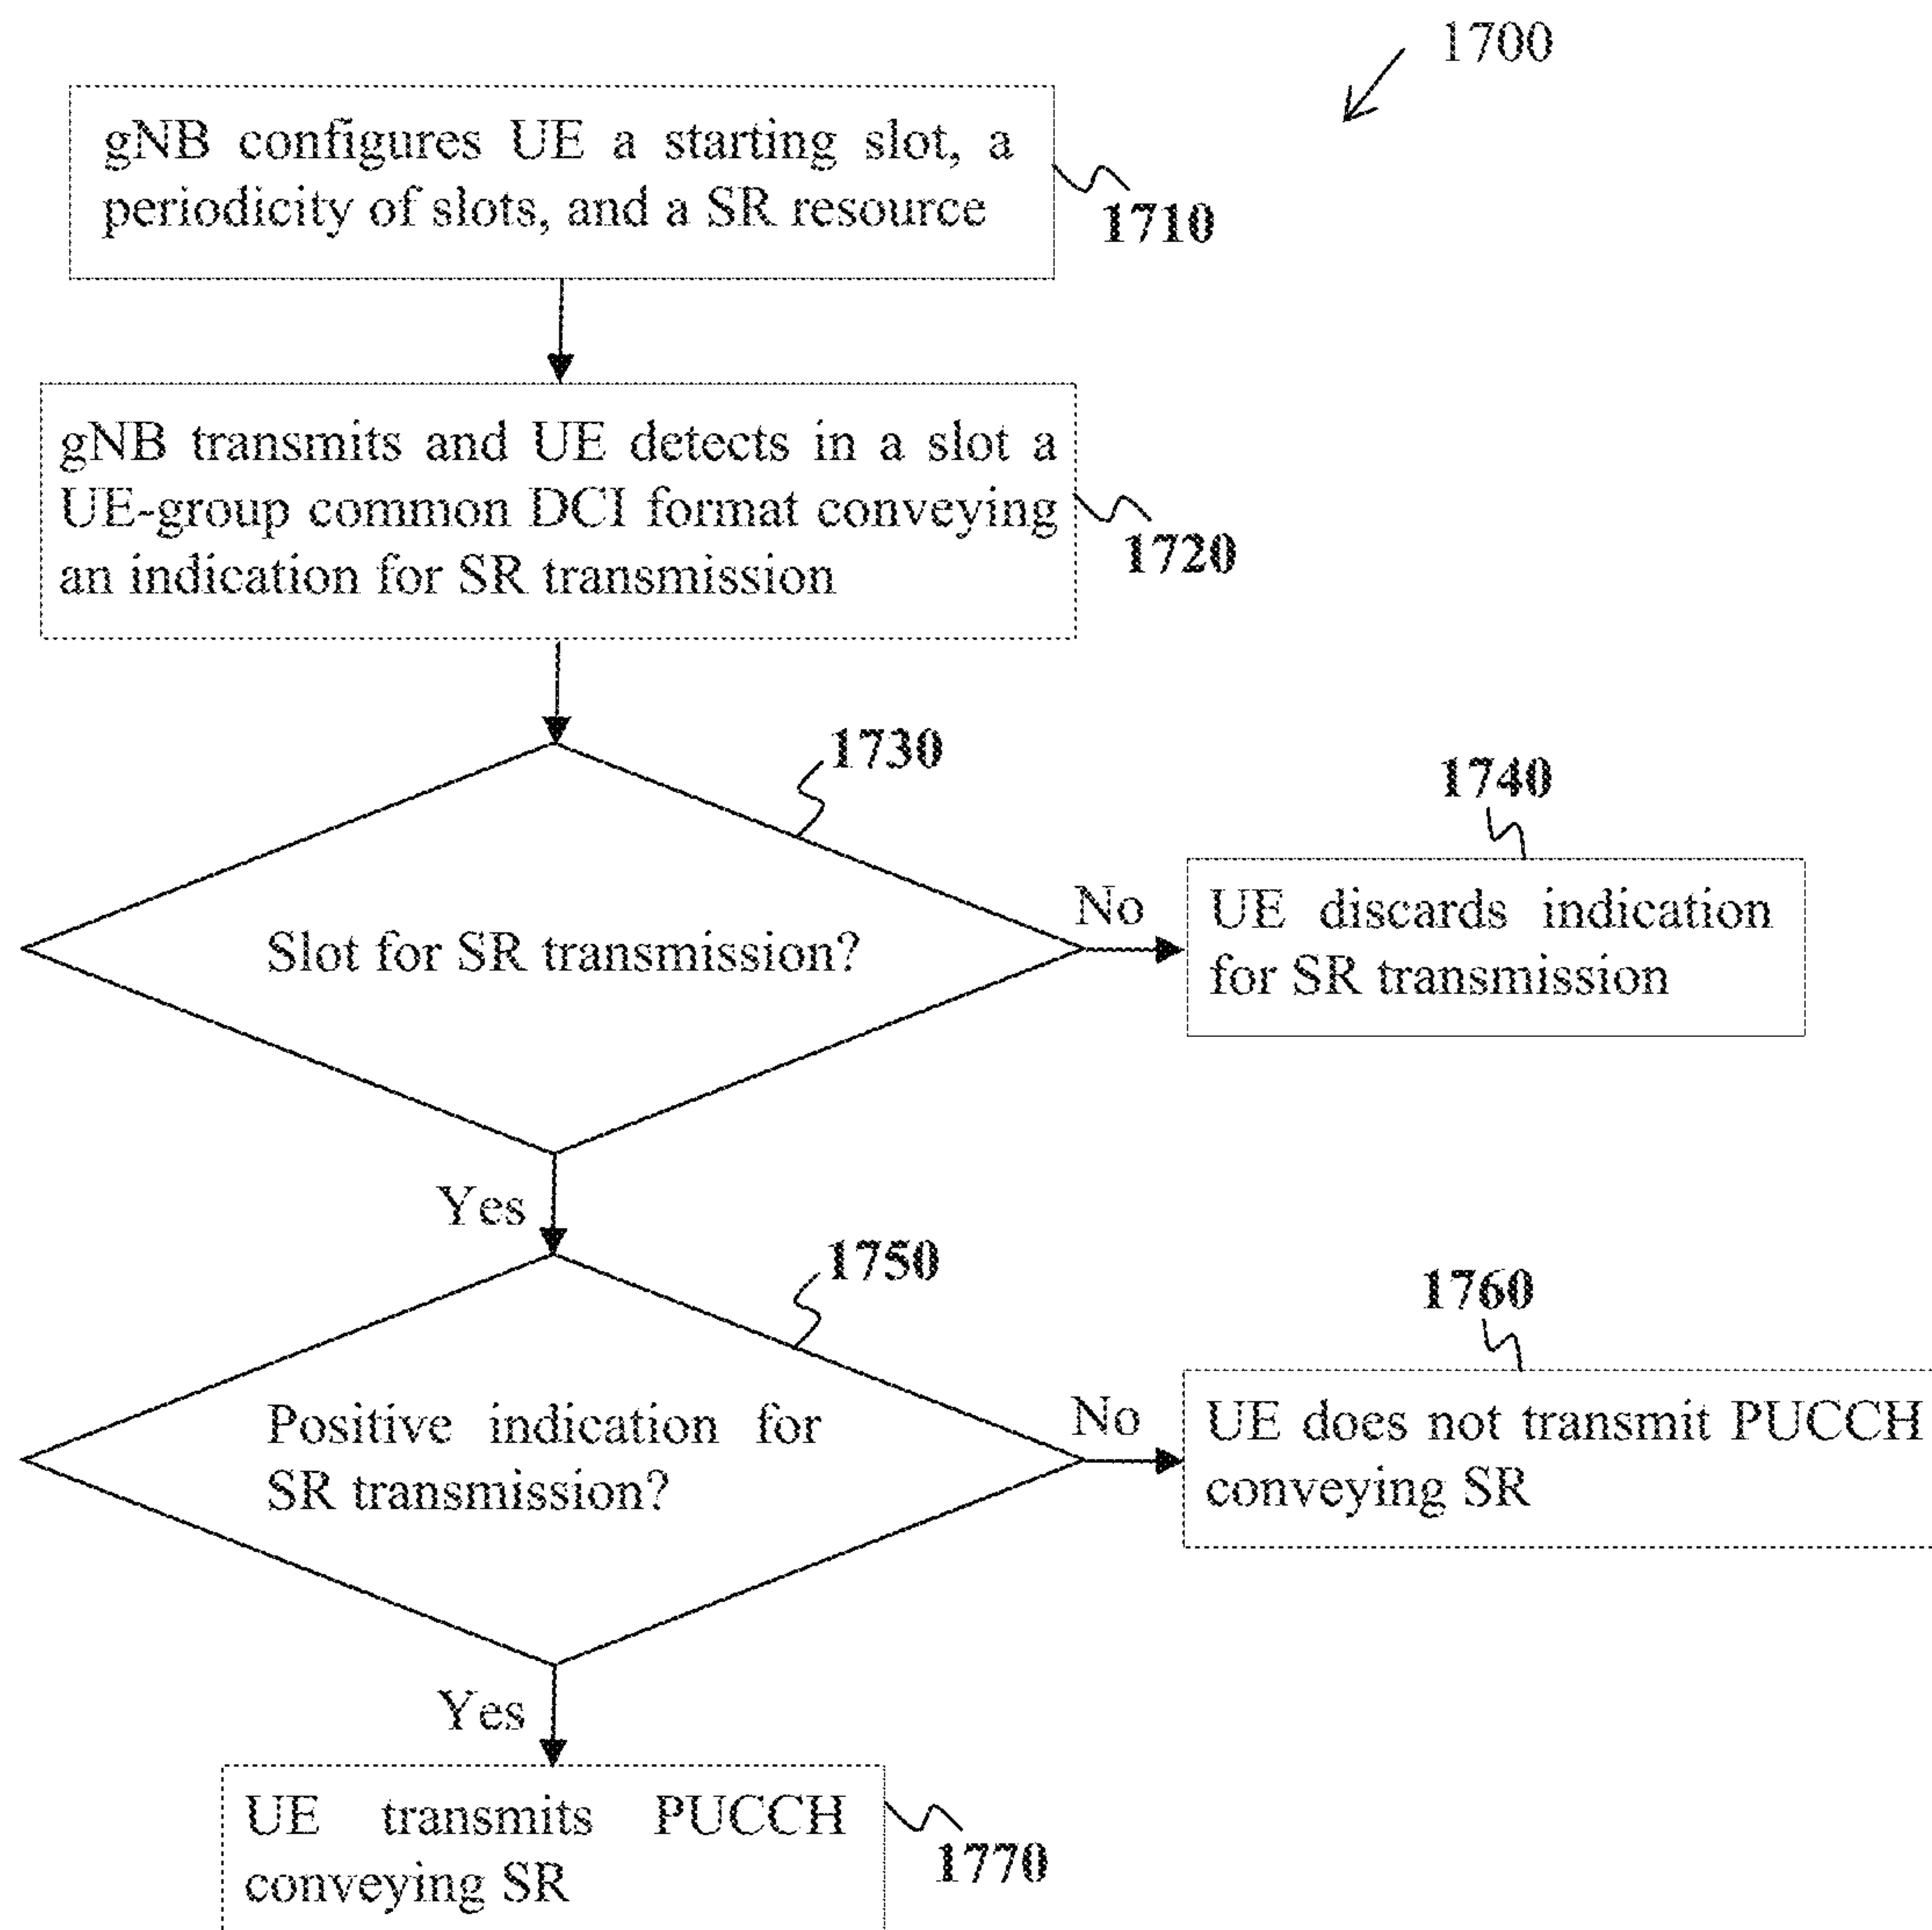 1700
gNB configures UE a starting slot, a
periodicity of slots, and a SR resource
1710
gNB transmits and UE detects in a slot a
UE-group common DCI format conveying
an indication for SR transmission
1720
1730
Slot for SR transmission?
No
1740
UE discards indication
for SR transmission
Yes
1750
Positive indication for
SR transmission?
No
1760
UE does not transmit PUCCH
conveying SR
Yes
UE transmits PUCCH
conveying SR
1770